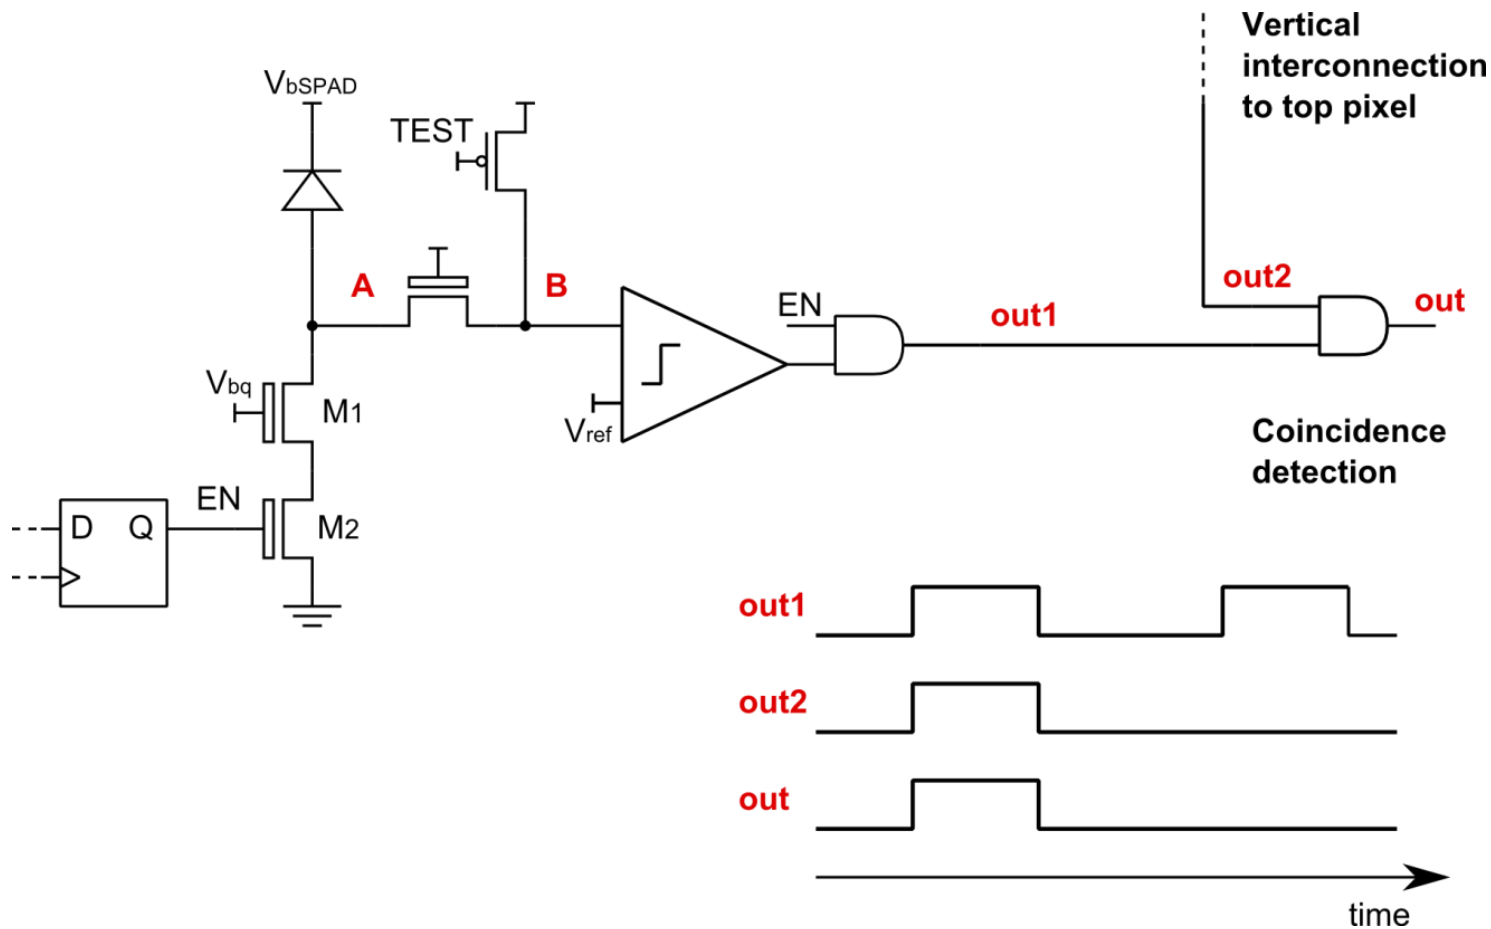 Vertical
interconnection
to top pixel
VbSPAD
TEST
A
B
out2
out
EN
out1
Vbq
M1
Vref
Coincidence
detection
EN
D Q
M2
out1
out2
out
time